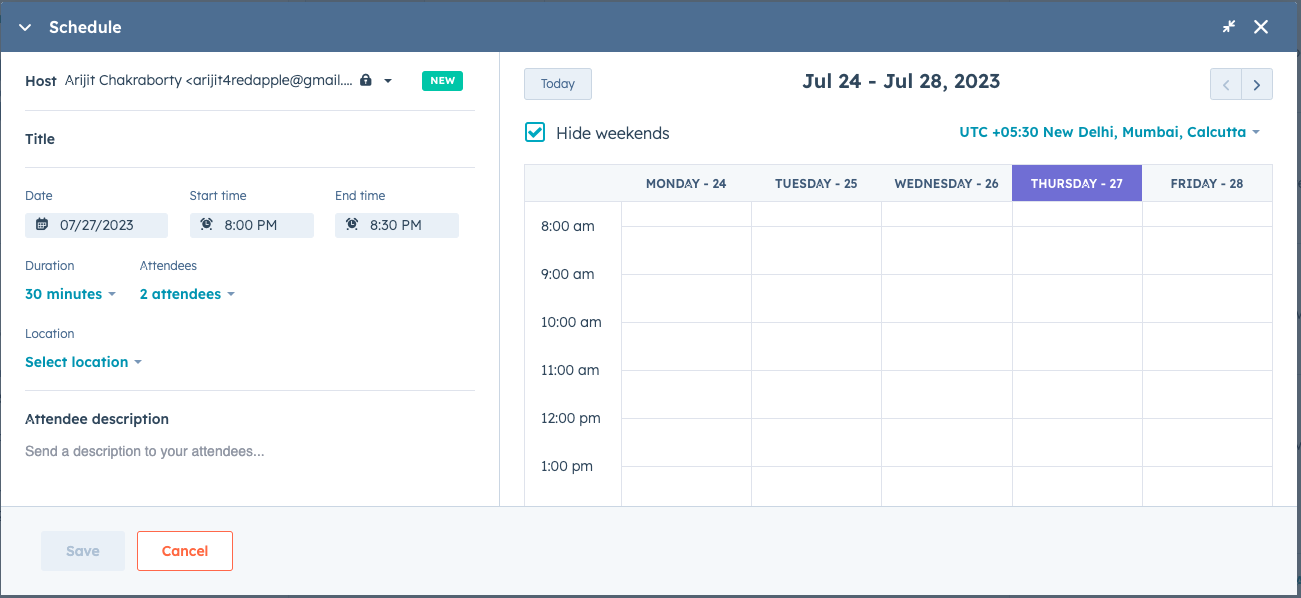 Schedule
Host Arijit Chakraborty <arijit4redapple@gmail.... NEW
Title
Date Start time End time
07/27/2023 8:00 PM 8:30 PM
Duration Attendees
30 minutes 2 attendees
Location
Select location
Attendee description
Send a description to your attendees...
Save Cancel
Today Jul 24 - Jul 28, 2023
Hide weekends UTC +05:30 New Delhi, Mumbai, Calcutta
MONDAY - 24 TUESDAY - 25 WEDNESDAY - 26 THURSDAY - 27 FRIDAY - 28
8:00 am
9:00 am
10:00 am
11:00 am
12:00 pm
1:00 pm